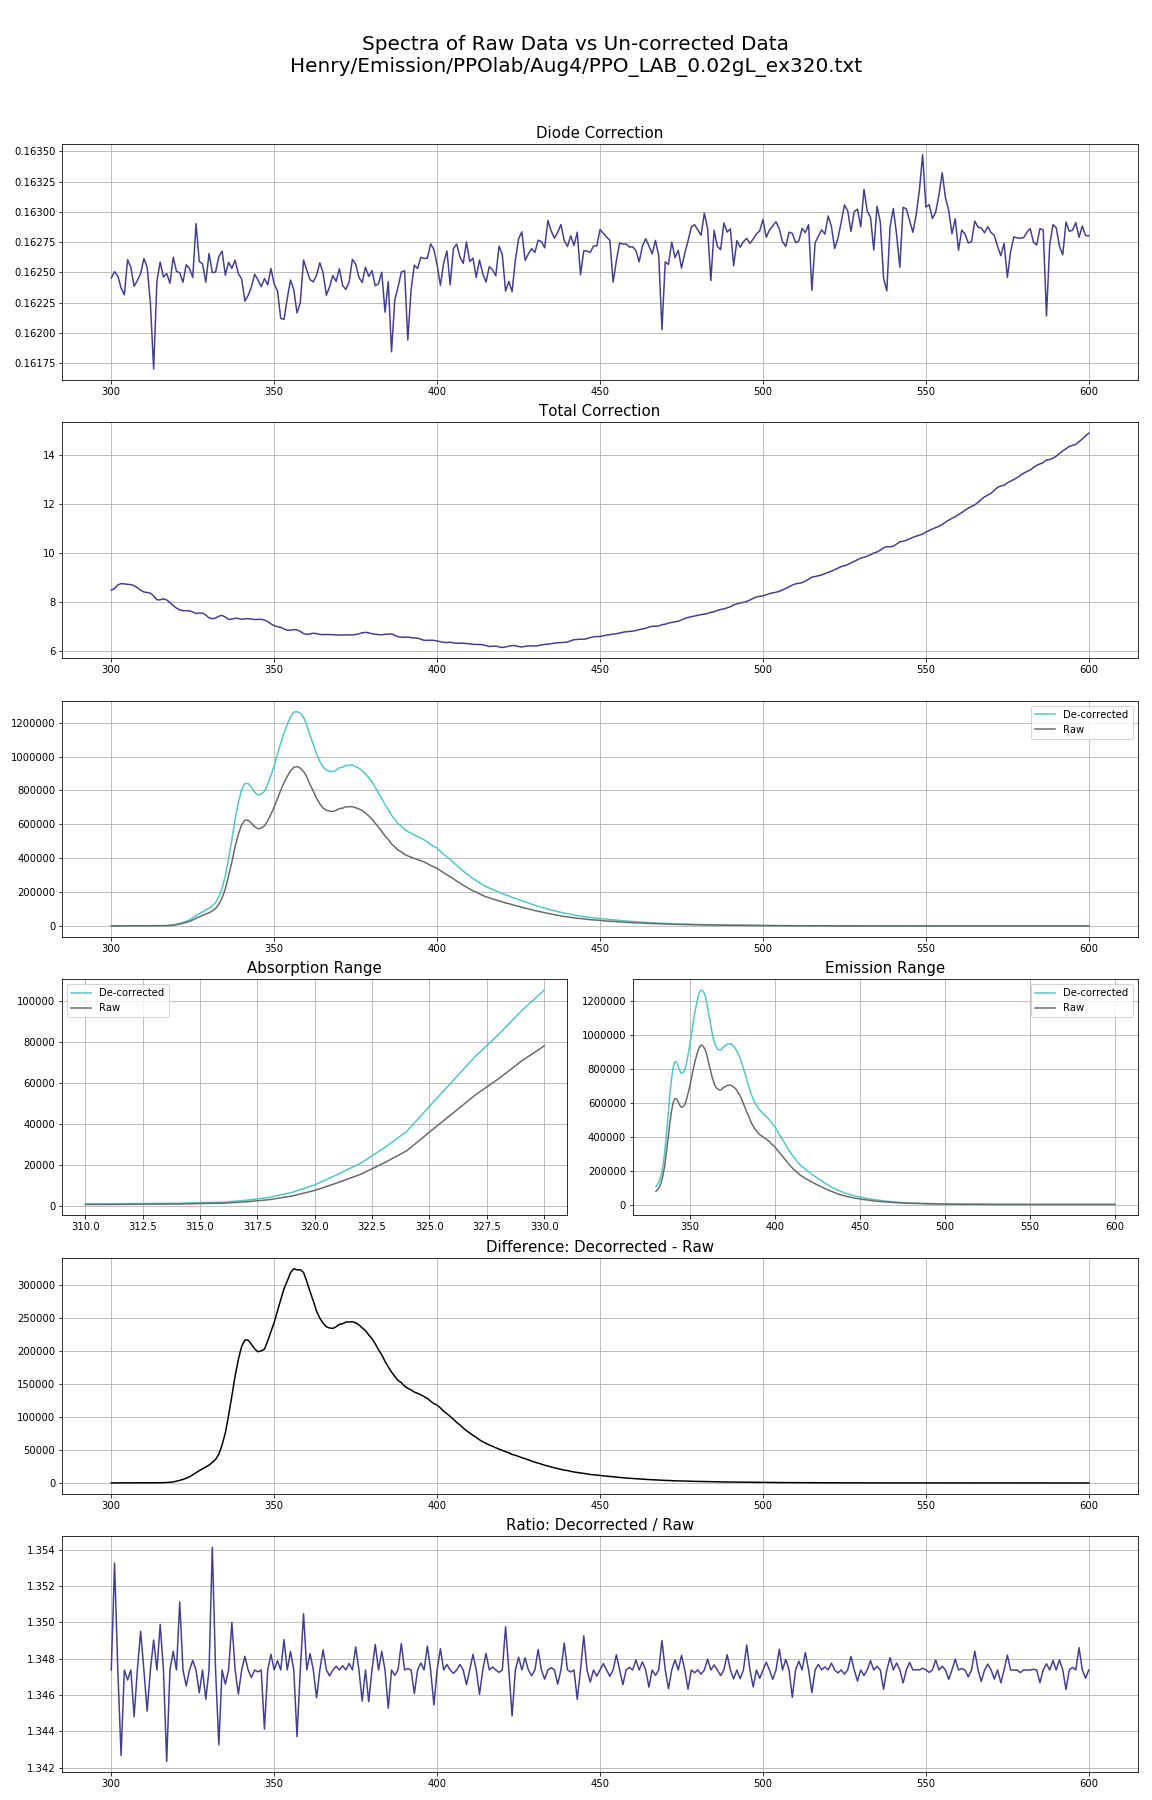 Spectra of Raw Data vs Un-corrected Data
Henry/Emission/PPOlab/Aug4/PPO_LAB_0.02gL_ex320.txt
Diode Correction
0.16350
0.16325
0.16300
0.16275
0.16250
0.16225
0.16200
0.16175
300 350 400 450 500 550 600
Total Correction
14
12
10
8
6
300 350 400 450 500 550 600
De-corrected
Raw
1200000
1000000
800000
600000
400000
200000
0
300 350 400 450 500 550 600
Absorption Range
De-corrected
Raw
100000
80000
60000
40000
20000
0
310.0 312.5 315.0 317.5 320.0 322.5 325.0 327.5 330.0
Emission Range
De-corrected
Raw
1200000
1000000
800000
600000
400000
200000
0
350 400 450 500 550 600
Difference: Decorrected - Raw
300000
250000
200000
150000
100000
50000
0
300 350 400 450 500 550 600
Ratio: Decorrected / Raw
1.354
1.352
1.350
1.348
1.346
1.344
1.342
300 350 400 450 500 550 600